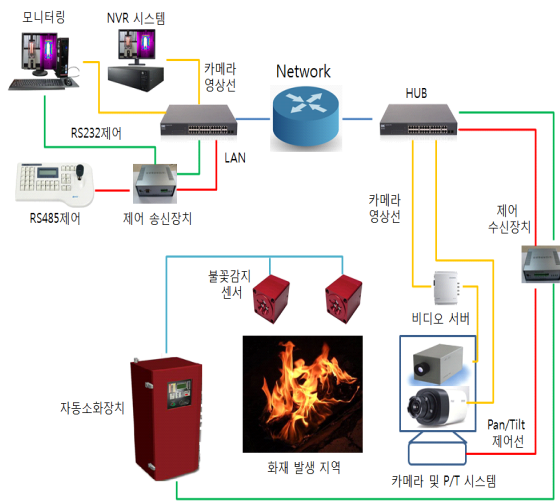 모니터링
NVR 시스템
카메라
영상선
Network
HUB
RS232제어
LAN
RS485제어
제어 송신장치
카메라
영상선
제어
수신장치
불꽃감지
센서
비디오 서버
자동소화장치
Pan/Tilt
제어선
화재 발생 지역
카메라 및 P/T 시스템